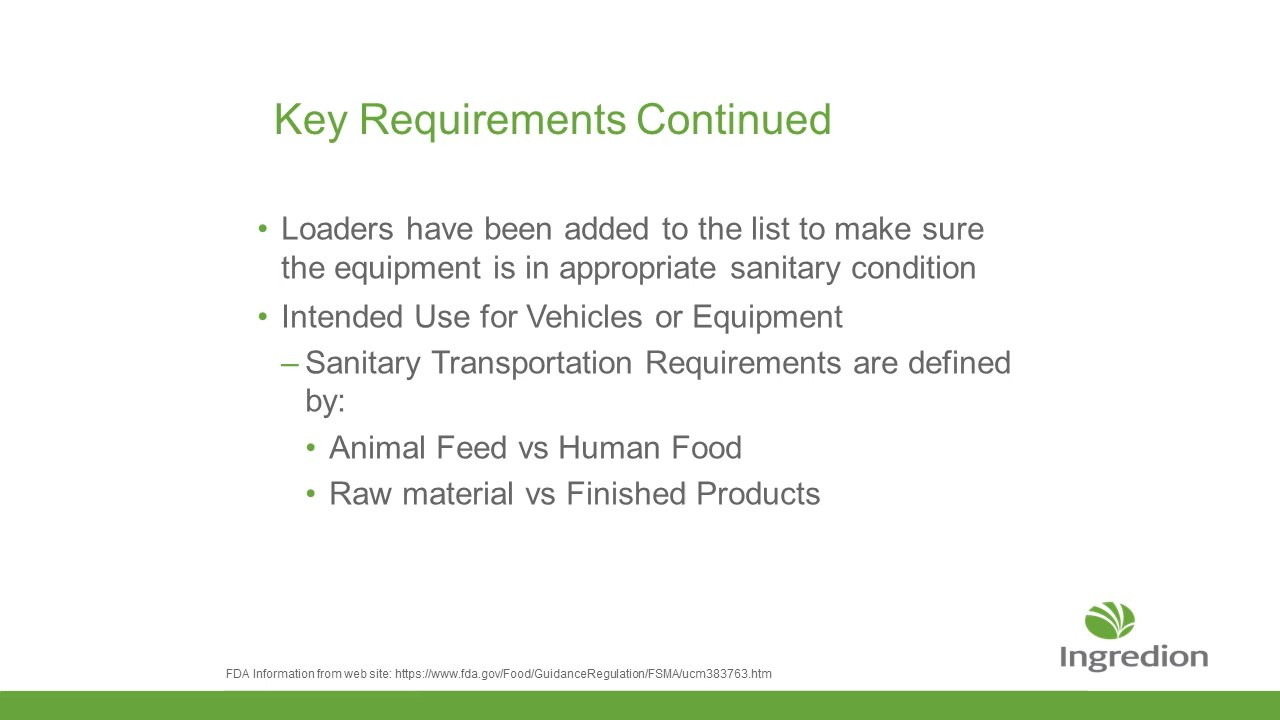 Key Requirements Continued
• Loaders have been added to the list to make sure
the equipment is in appropriate sanitary condition
• Intended Use for Vehicles or Equipment
– Sanitary Transportation Requirements are defined
by:
• Animal Feed vs Human Food
• Raw material vs Finished Products
Ingredion
FDA Information from web site: https://www.fda.gov/Food/GuidanceRegulation/FSMA/ucm383763.htm